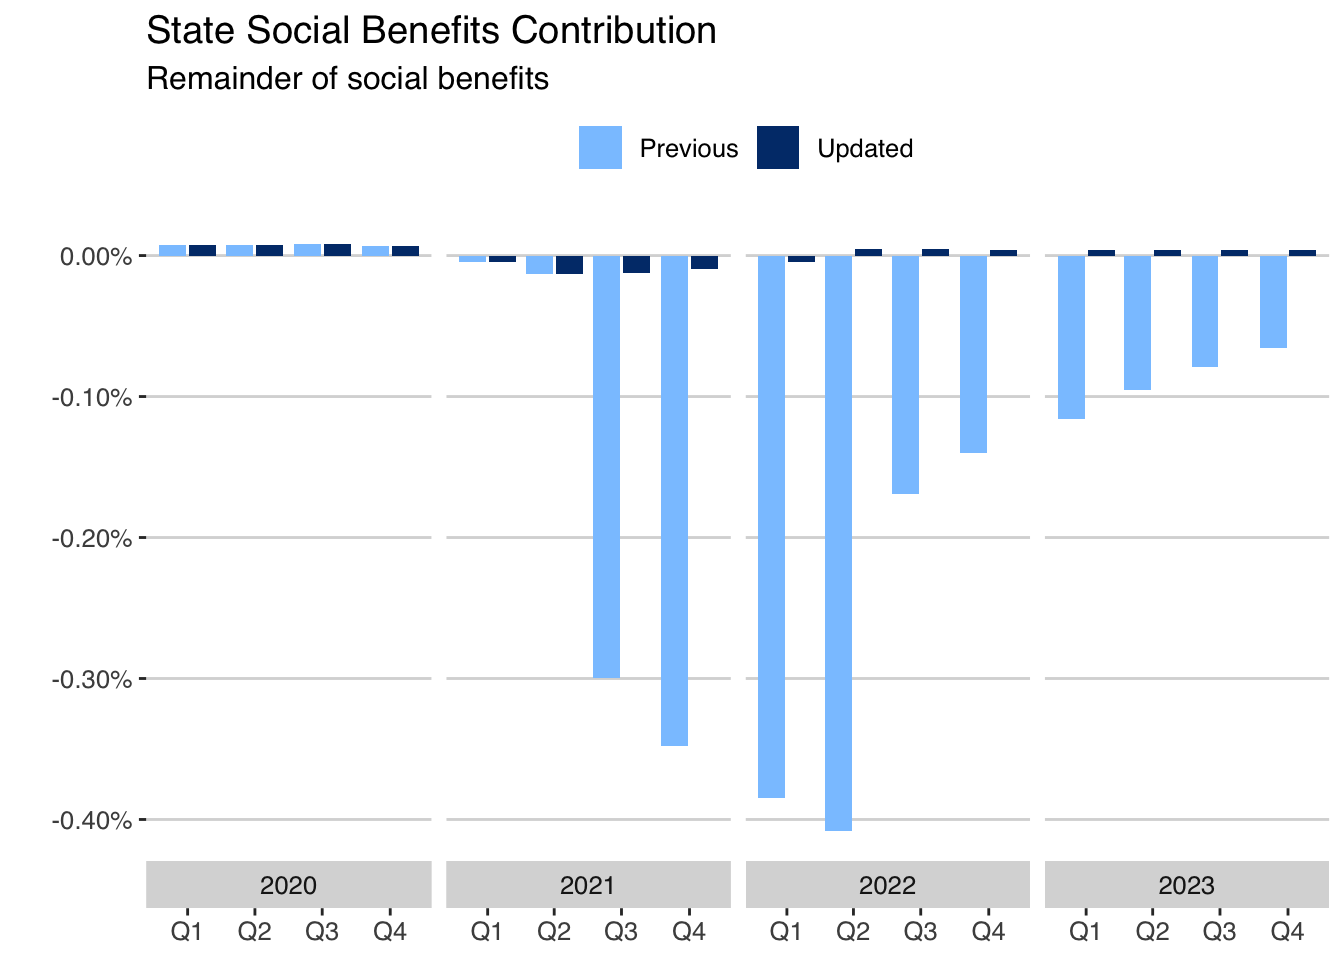 State Social Benefits Contribution
Remainder of social benefits
Previous Updated
0.00%
-0.10%
-0.20%
-0.30%
-0.40%
2020 2021 2022 2023
Q1 Q2 Q3 Q4 Q1 Q2 Q3 Q4 Q1 Q2 Q3 Q4 Q1 Q2 Q3 Q4